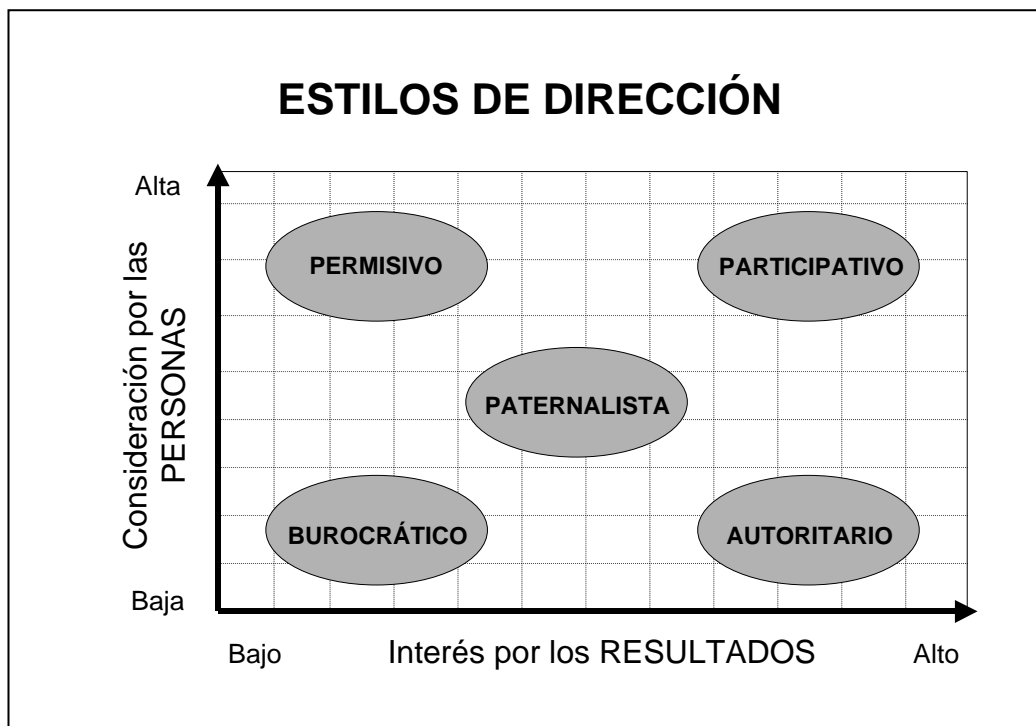 ESTILOS DE DIRECCIÓN
Alta
Consideración por las
PERSONAS
PERMISIVO
PARTICIPATIVO
PATERNALISTA
BUROCRÁTICO
AUTORITARIO
Baja
Bajo
Interés por los RESULTADOS
Alto